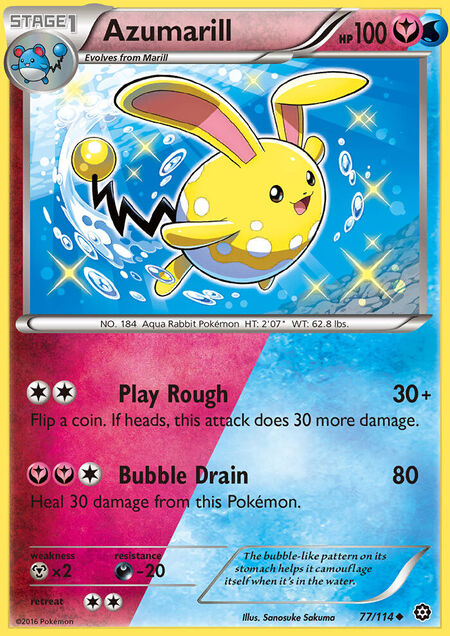 STAGE1
Azumarill
HP100
Evolves from Marill
NO. 184 Aqua Rabbit Pokémon HT: 2'07" WT: 62.8 lbs.
Play Rough 30+
Flip a coin. If heads, this attack does 30 more damage.
Bubble Drain 80
Heal 30 damage from this Pokémon.
weakness resistance
×2 -20
retreat
The bubble-like pattern on its
stomach helps it camouflage
itself when it's in the water.
©2016 Pokémon
Illus. Sanosuke Sakuma
77/114